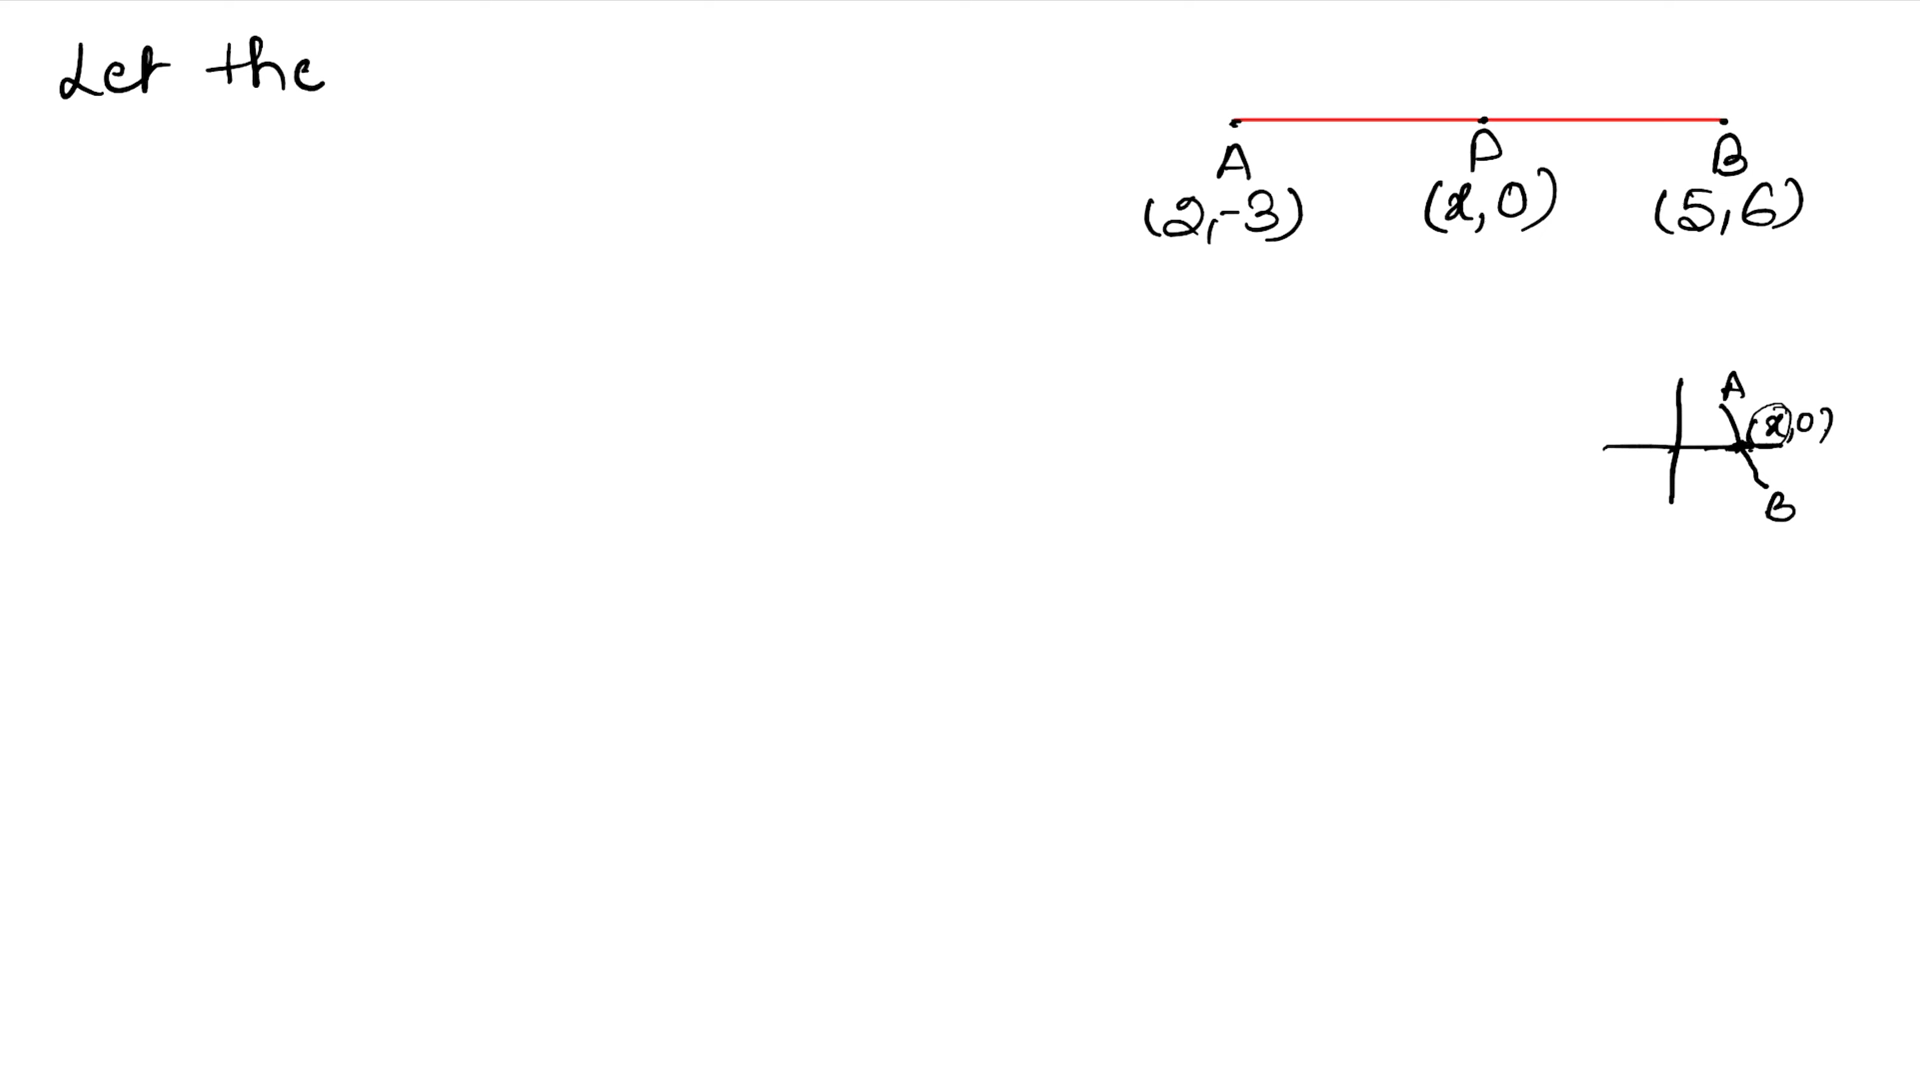 Let the
A P B
(2,-3) (x,0) (5,6)
A
(x,0)
B